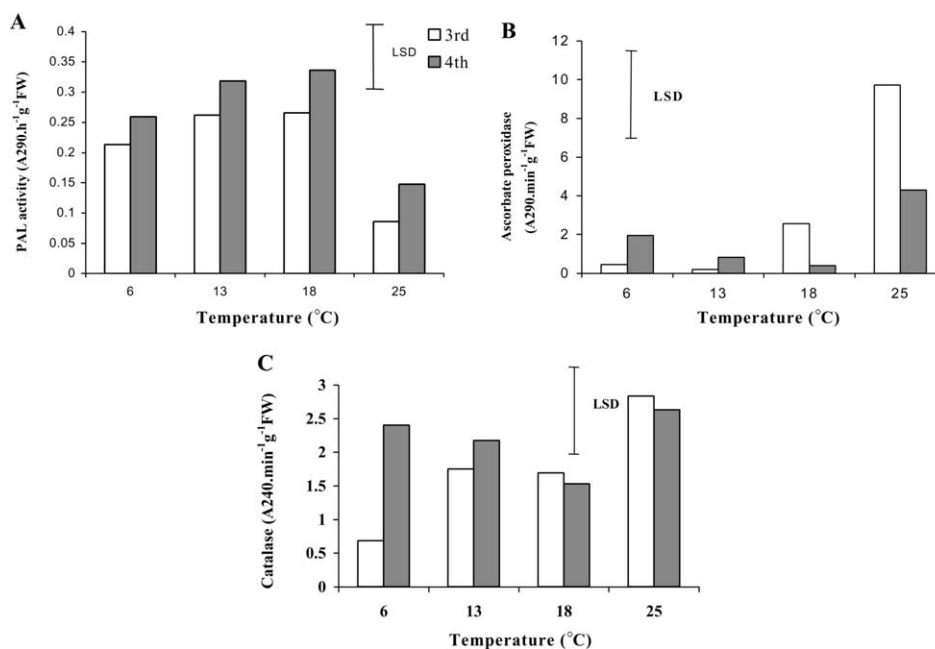 A
PAL activity (A290.h⁻¹g⁻¹FW)
0.4
0.35
0.3
0.25
0.2
0.15
0.1
0.05
0
6 13 18 25
Temperature (°C)
LSD
3rd
4th
B
Ascorbate peroxidase
(A290.min⁻¹g⁻¹FW)
12
10
8
6
4
2
0
6 13 18 25
Temperature (°C)
LSD
C
Catalase (A240.min⁻¹g⁻¹FW)
3
2.5
2
1.5
1
0.5
0
6 13 18 25
Temperature (°C)
LSD